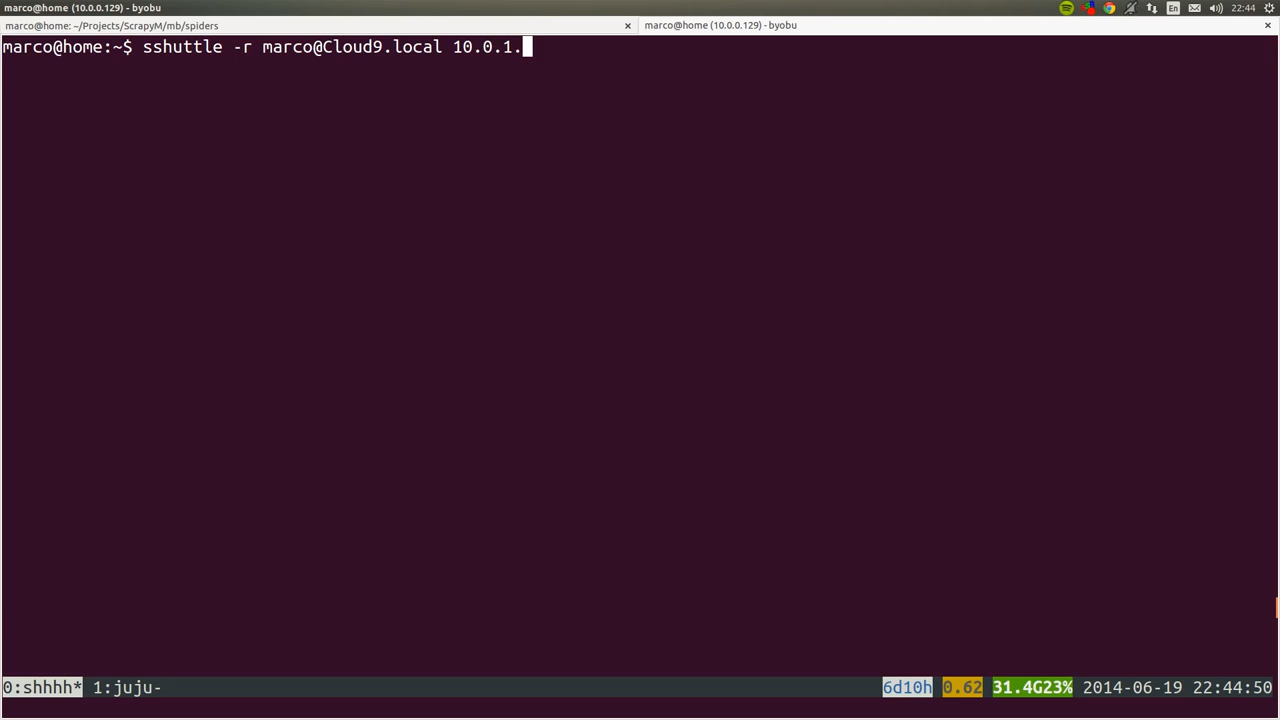 marco@home (10.0.0.129) - byobu
En
22:44
marco@home: ~/Projects/ScrapyM/mb/spiders
×
marco@home (10.0.0.129) - byobu
×
marco@home:~$ sshuttle -r marco@Cloud9.local 10.0.1.
0:shhhh* 1:juju-
6d10h 0.62 31.4G23% 2014-06-19 22:44:50